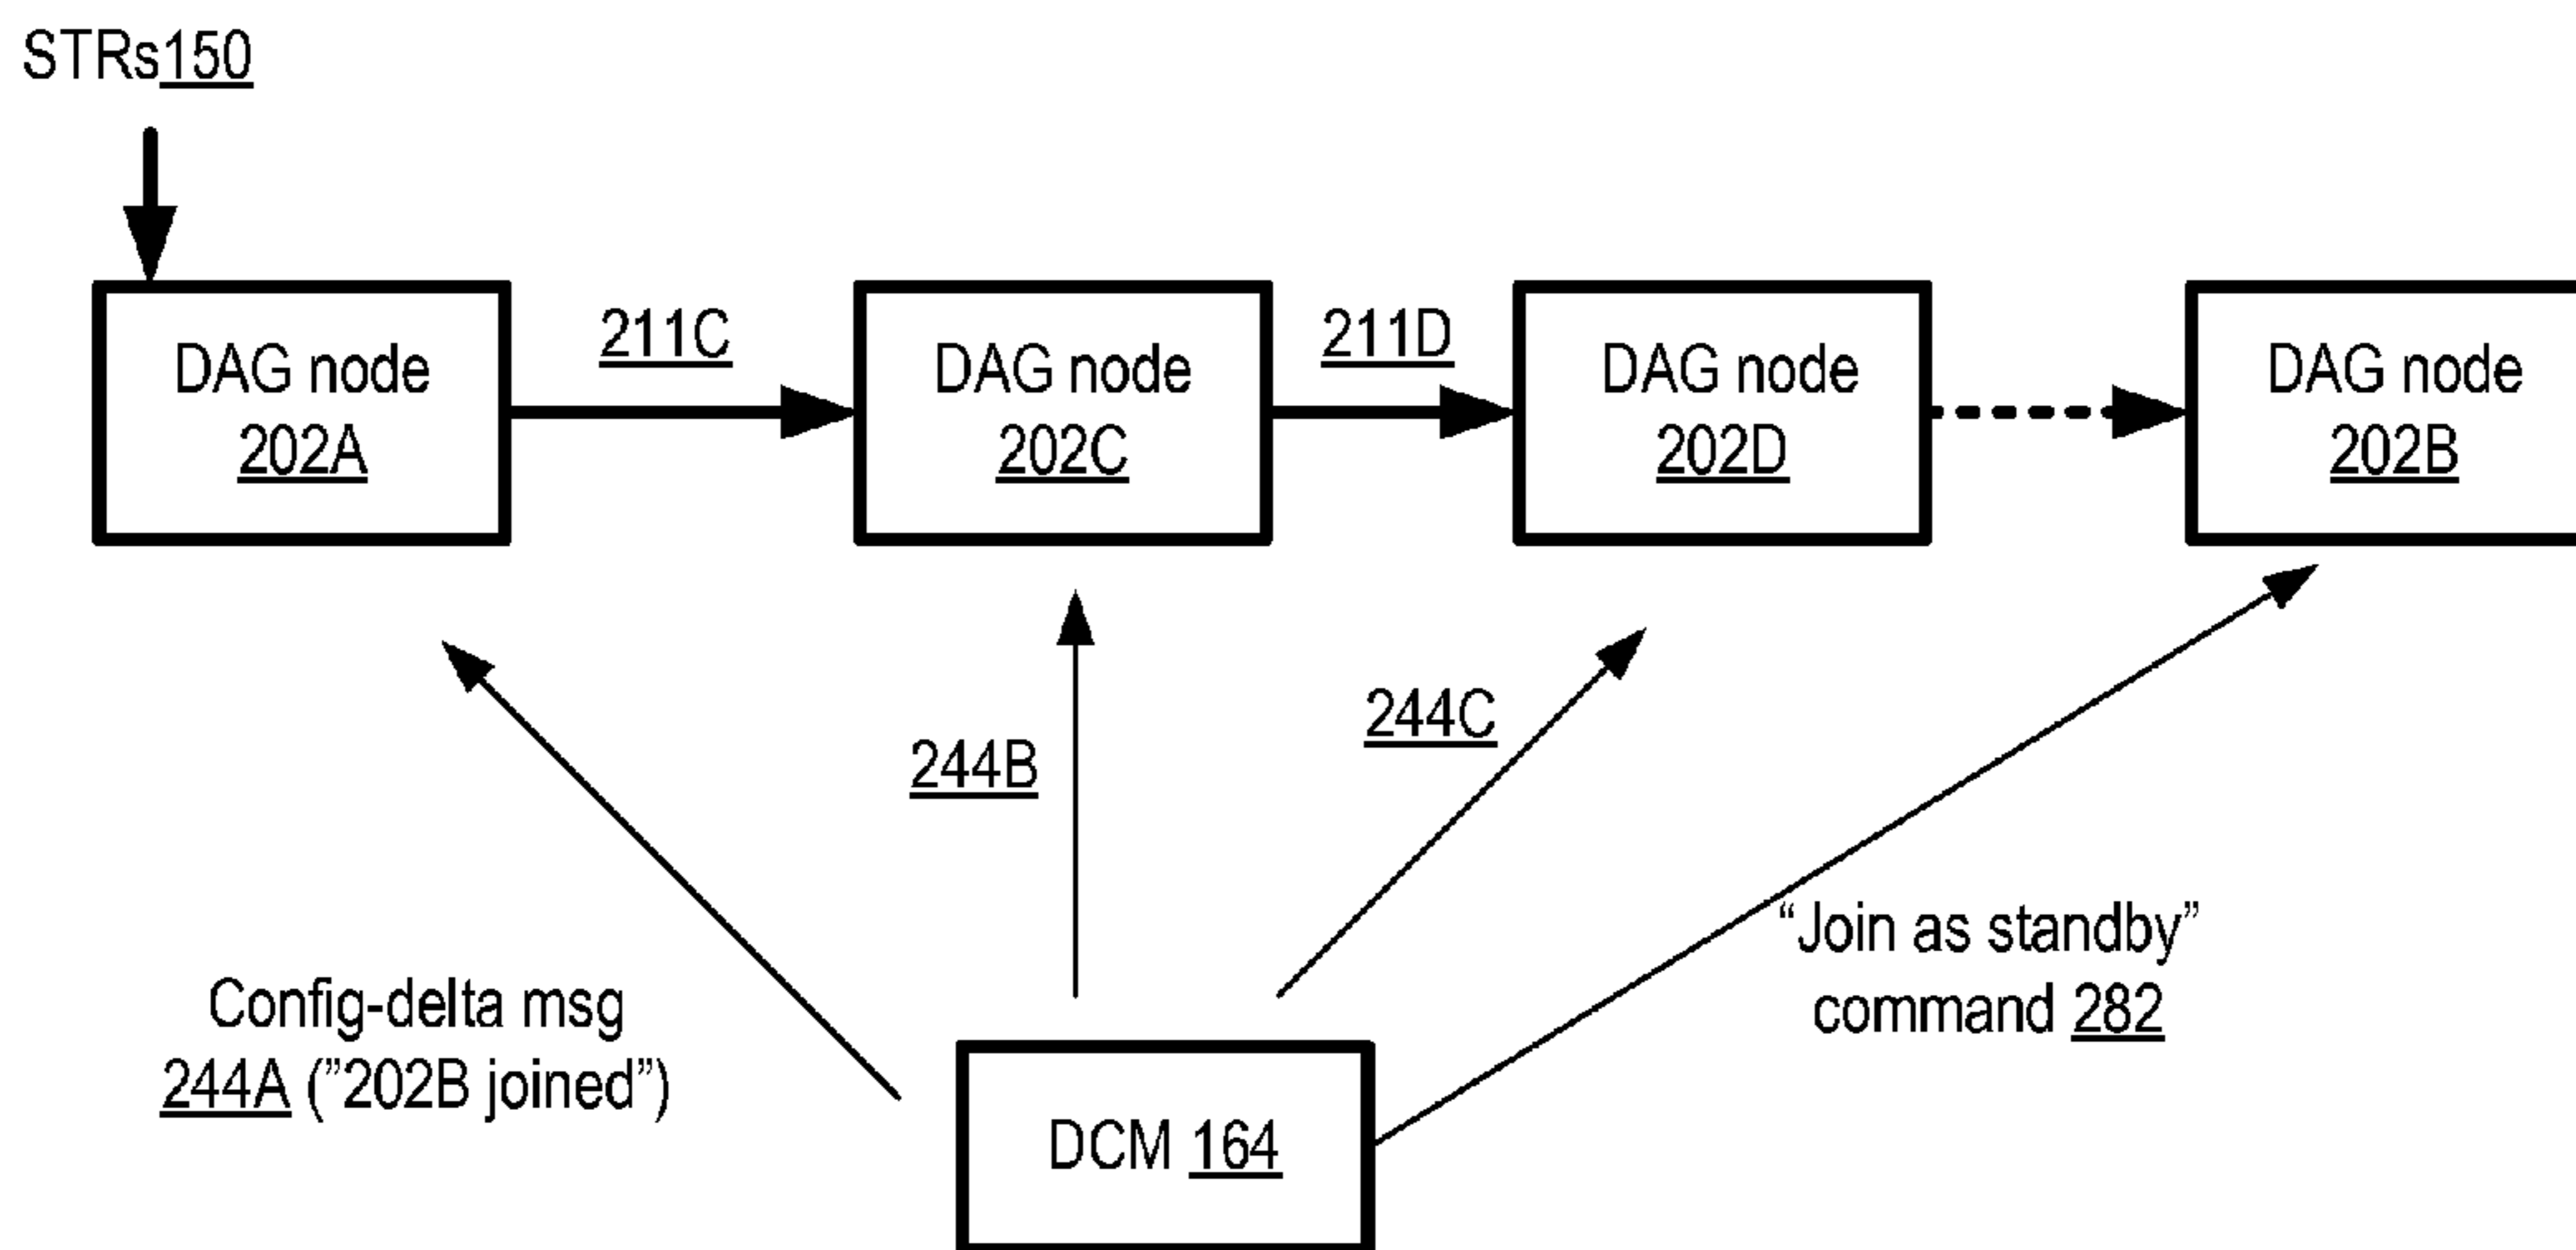 STRs150
211C
211D
DAG node
202A
DAG node
202C
DAG node
202D
DAG node
202B
244B
244C
Config-delta msg
244A (”202B joined”)
“Join as standby”
command 282
DCM 164